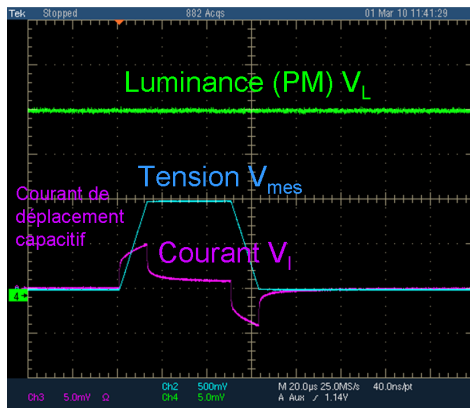 Tek Stopped 882 Acqs 01 Mar 10 11:41:29
Luminance (PM) VL
Tension Vmes
Courant de
déplacement
capacitif
Courant VI
4
Ch2 500mV M 20.0µs 25.0MS/s 40.0ns/pt
Ch3 5.0mV Ω Ch4 5.0mV A Aux ∕ 1.14V